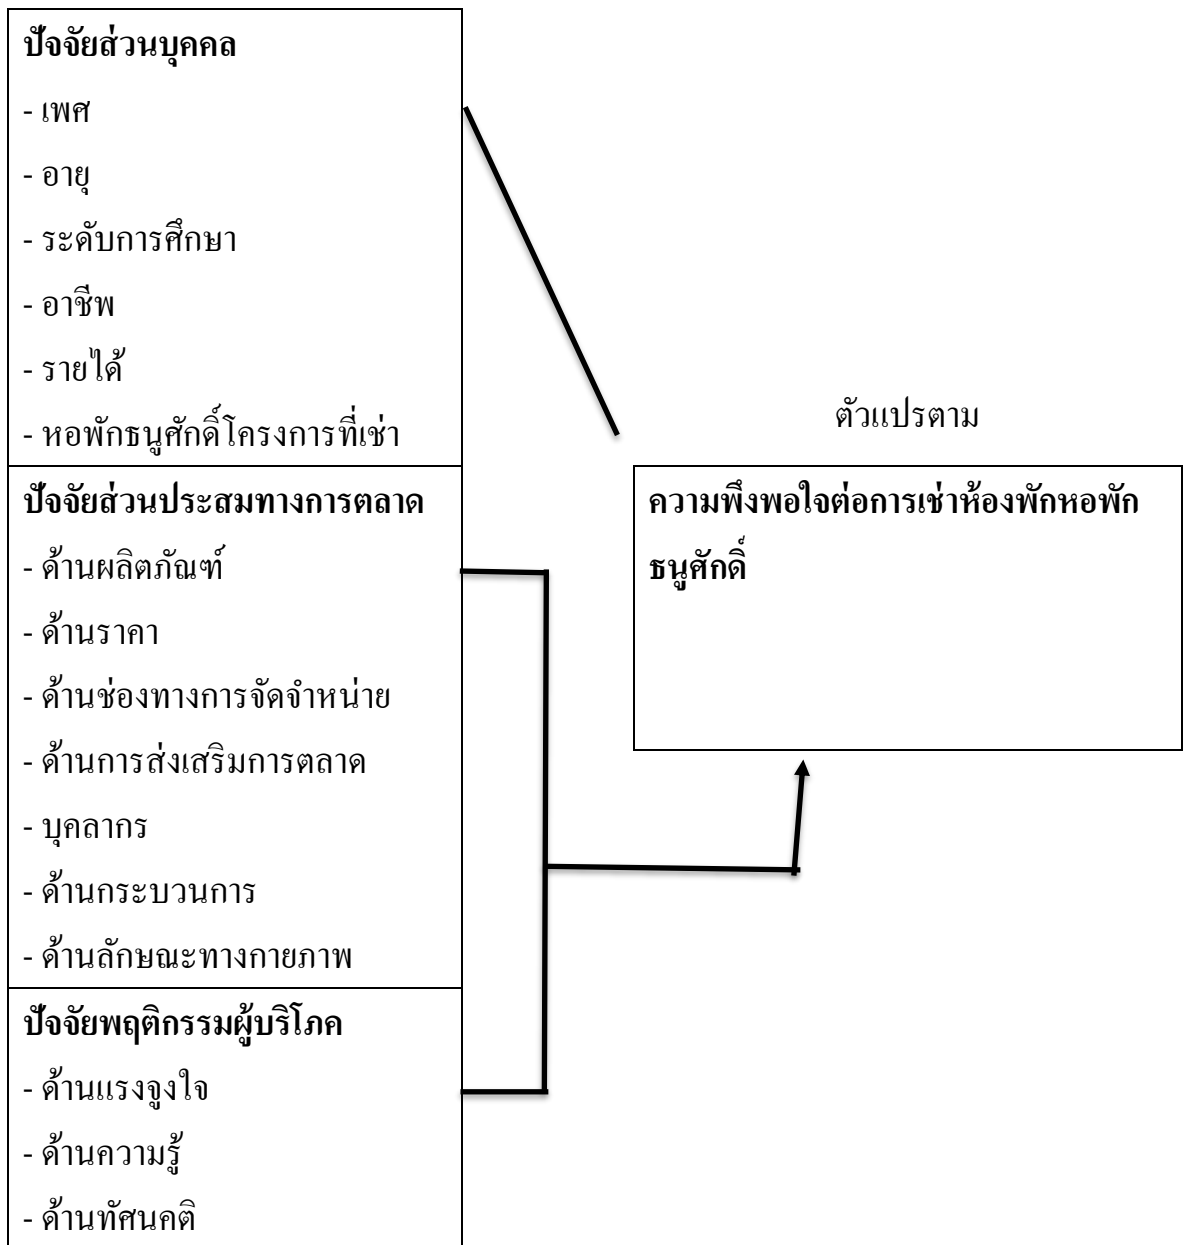 ปัจจัยส่วนบุคคล
- เพศ
- อายุ
- ระดับการศึกษา
- อาชีพ
- รายได้
- หอพักธนูศักดิ์โครงการที่เช่า
ปัจจัยส่วนประสมทางการตลาด
- ด้านผลิตภัณฑ์
- ด้านราคา
- ด้านช่องทางการจัดจำหน่าย
- ด้านการส่งเสริมการตลาด
- บุคลากร
- ด้านกระบวนการ
- ด้านลักษณะทางกายภาพ
ปัจจัยพฤติกรรมผู้บริโภค
- ด้านแรงจูงใจ
- ด้านความรู้
- ด้านทัศนคติ
ตัวแปรตาม
ความพึงพอใจต่อการเช่าห้องพักหอพัก
ธนูศักดิ์